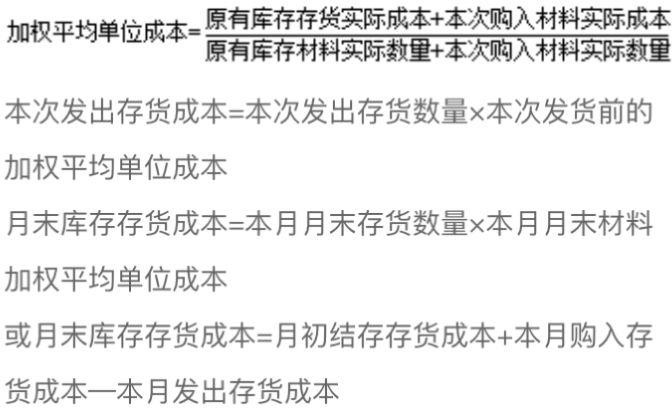 加权平均单位成本=原有库存存货实际成本+本次购入材料实际成本
原有库存材料实际数量+本次购入材料实际数量
本次发出存货成本=本次发出存货数量×本次发货前的
加权平均单位成本
月末库存存货成本=本月月末存货数量×本月月末材料
加权平均单位成本
或月末库存存货成本=月初结存存货成本+本月购入存
货成本—本月发出存货成本